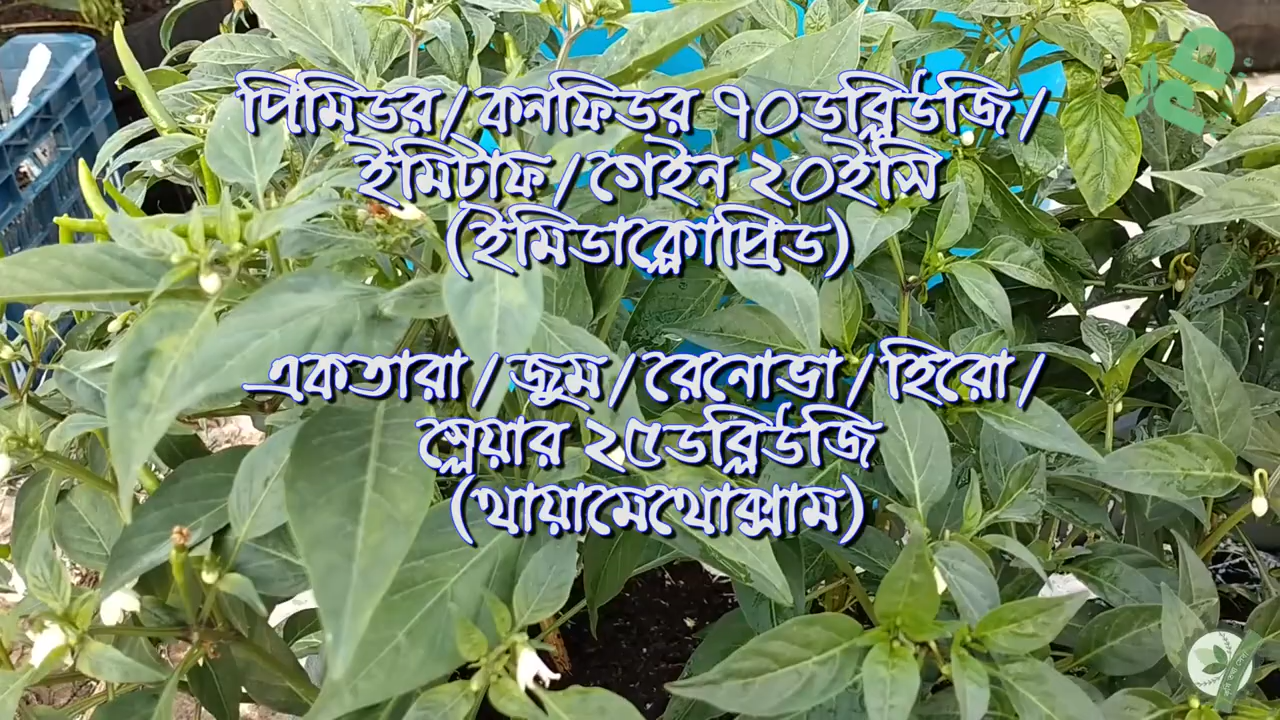 পিমিডর/কনফিডর ৭০ডব্লিউজি/
ইমিটাফ/গেইন ২০ইসি
(ইমিডাক্লোপ্রিড)
একতারা/জুম/রেনোভা/হিরো/
স্লেয়ার ২৫ডব্লিউজি
(থায়ামেথোক্সাম)